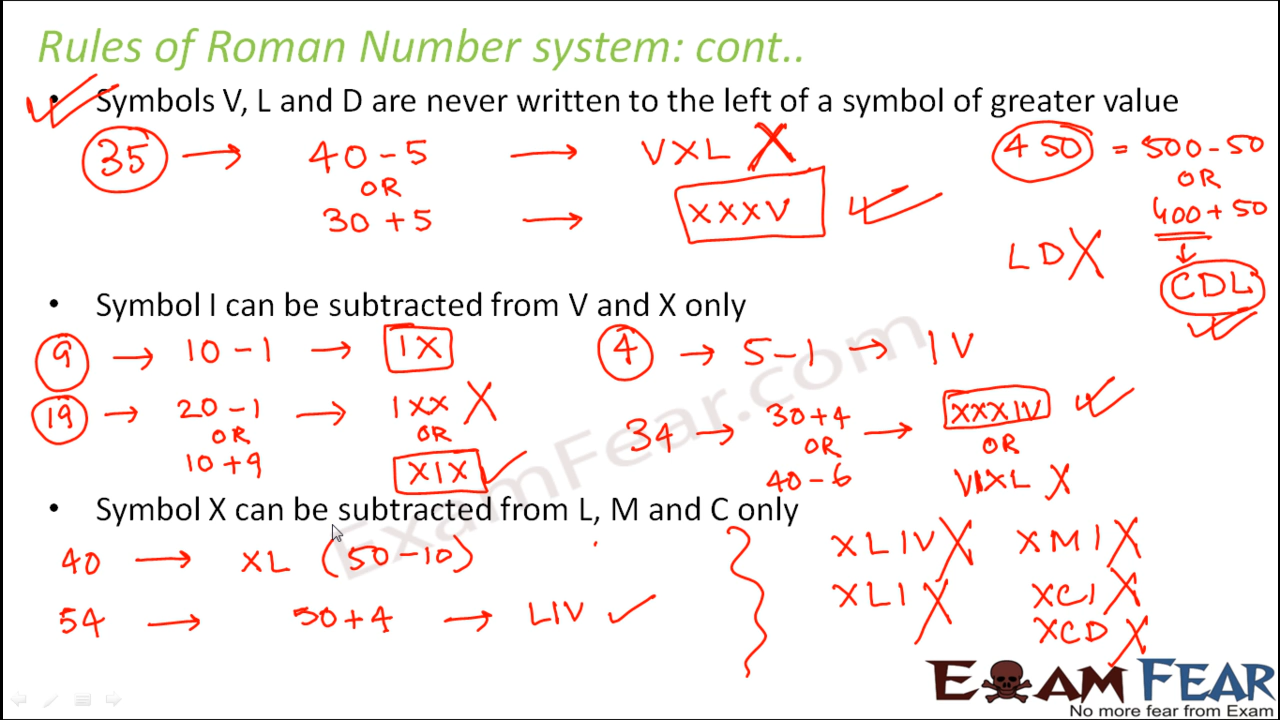 Rules of Roman Number system: cont..
• Symbols V, L and D are never written to the left of a symbol of greater value
35 → 40 - 5 → VXL X
OR
30 + 5 → XXXV ✓
450 = 500 - 50
OR
400 + 50
↓
LD X
CDL ✓
• Symbol I can be subtracted from V and X only
9 → 10 - 1 → IX
4 → 5 - 1 → IV
19 → 20 - 1 → IXX X
OR OR
10 + 9 XIX ✓
34 → 30 + 4 → XXXIV ✓
OR OR
40 - 6 VIXL X
• Symbol X can be subtracted from L, M and C only
40 → XL (50 - 10)
54 → 50 + 4 → LIV ✓
XLIV X XMI X
XLI X XCI X
XCD X
ExamFear.com
EXAMFEAR
No more fear from Exam